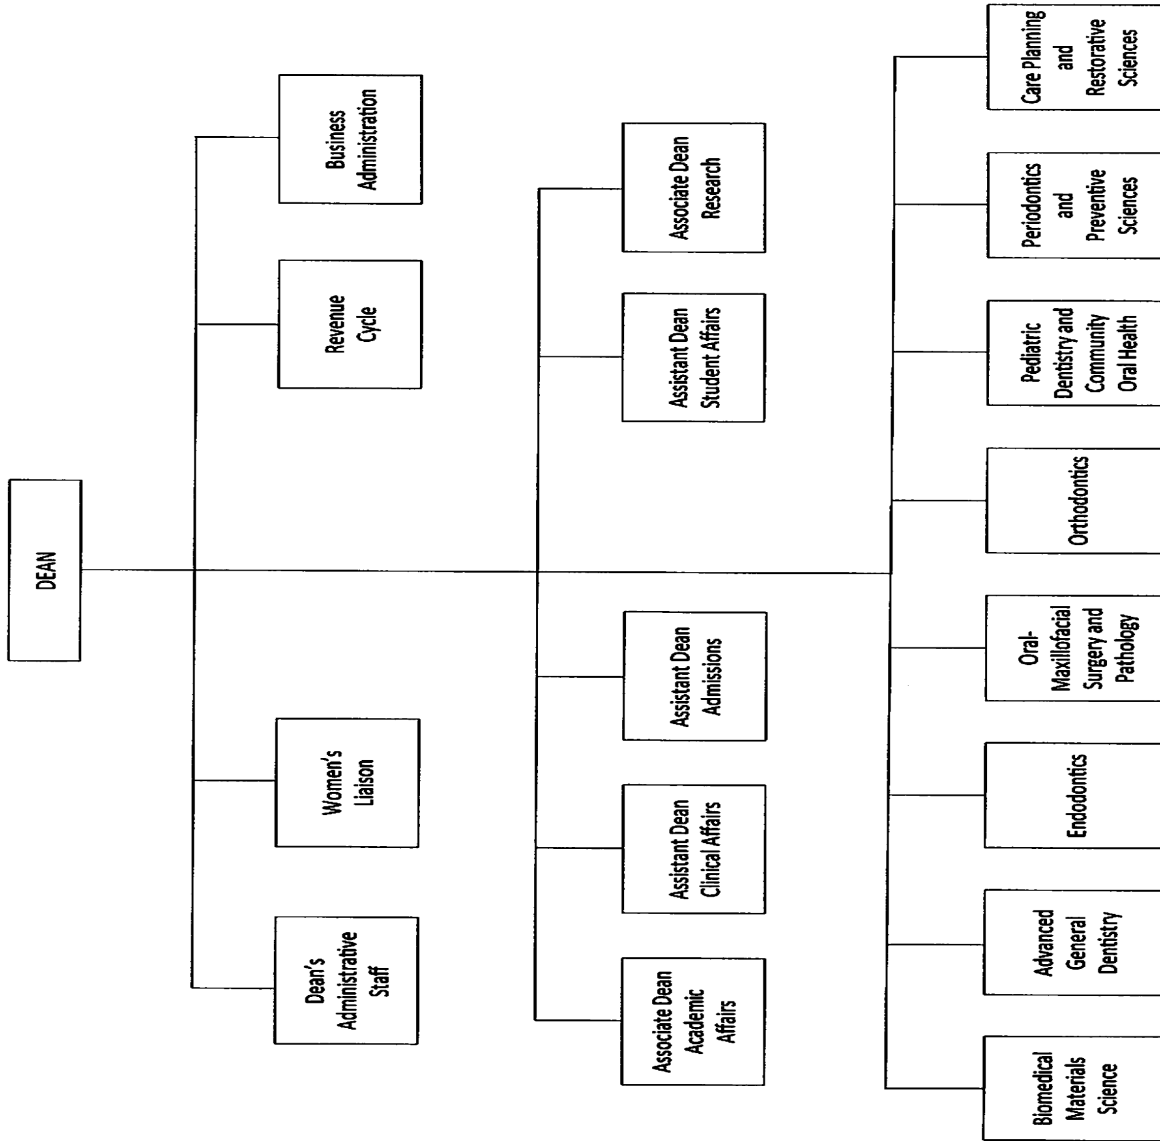 DEAN
Dean's
Administrative
Staff
Women's
Liaison
Revenue
Cycle
Business
Administration
Associate Dean
Academic
Affairs
Assistant Dean
Clinical Affairs
Assistant Dean
Admissions
Assistant Dean
Student Affairs
Associate Dean
Research
Biomedical
Materials
Science
Advanced
General
Dentistry
Endodontics
Oral-
Maxillofacial
Surgery and
Pathology
Orthodontics
Pediatric
Dentistry and
Community
Oral Health
Periodontics
and
Preventive
Sciences
Care Planning
and
Restorative
Sciences